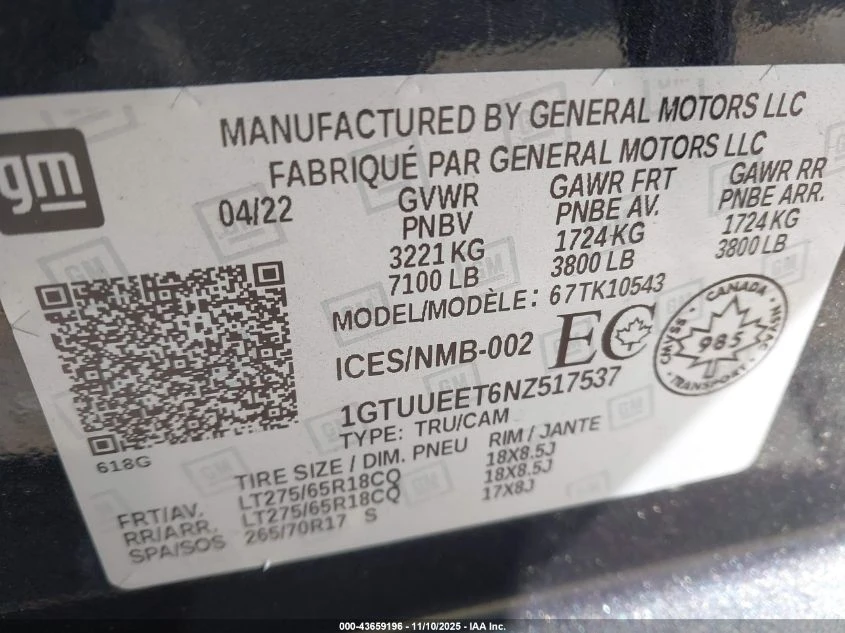 gm
MANUFACTURED BY GENERAL MOTORS LLC
FABRIQUÉ PAR GENERAL MOTORS LLC
04/22
GVWR
PNBV
3221 KG
7100 LB
GAWR FRT
PNBE AV.
1724 KG
3800 LB
GAWR RR
PNBE ARR.
1724 KG
3800 LB
MODEL/MODÈLE: 67TK10543
ICES/NMB-002 EC
CANADA
NSVAC
TRANSPORT
CMVSS
985
1GTUUEET6NZ517537
TYPE: TRU/CAM
618G
TIRE SIZE / DIM. PNEU RIM / JANTE
FRT/AV. LT275/65R18CQ 18X8.5J
RR/ARR. LT275/65R18CQ 18X8.5J
SPA/SOS 265/70R17 S 17X8J
000-43659196 - 11/10/2025 - IAA Inc.